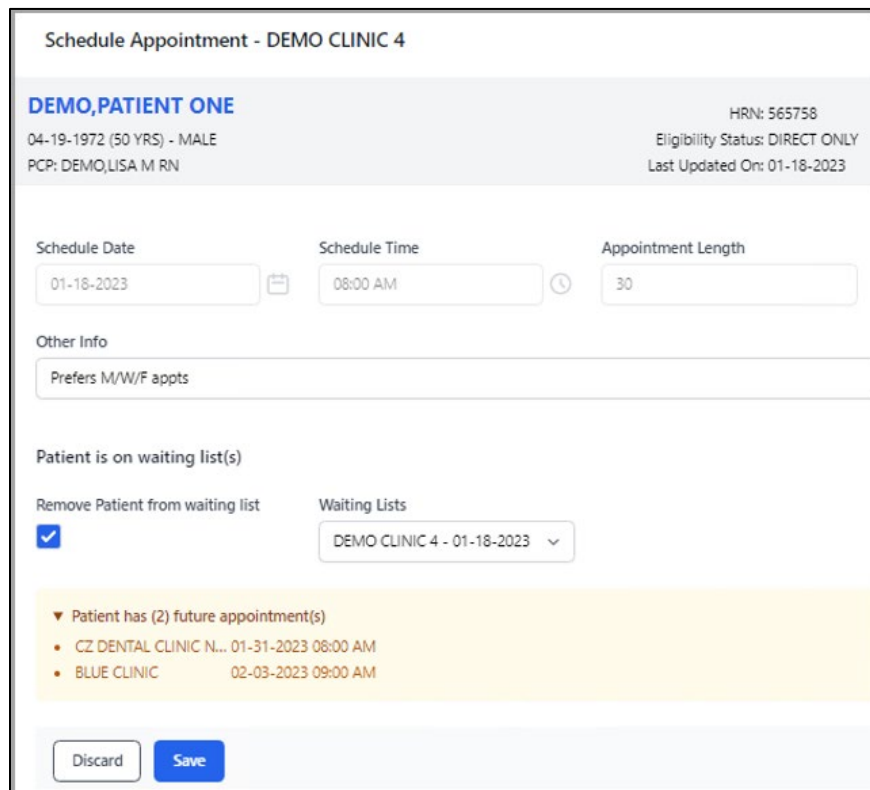 Schedule Appointment - DEMO CLINIC 4
DEMO,PATIENT ONE
HRN: 565758
04-19-1972 (50 YRS) - MALE
Eligibility Status: DIRECT ONLY
PCP: DEMO,LISA M RN
Last Updated On: 01-18-2023
Schedule Date
Schedule Time
Appointment Length
01-18-2023
08:00 AM
30
Other Info
Prefers M/W/F appts
Patient is on waiting list(s)
Remove Patient from waiting list
Waiting Lists
DEMO CLINIC 4 - 01-18-2023
Patient has (2) future appointment(s)
CZ DENTAL CLINIC N... 01-31-2023 08:00 AM
BLUE CLINIC 02-03-2023 09:00 AM
Discard
Save